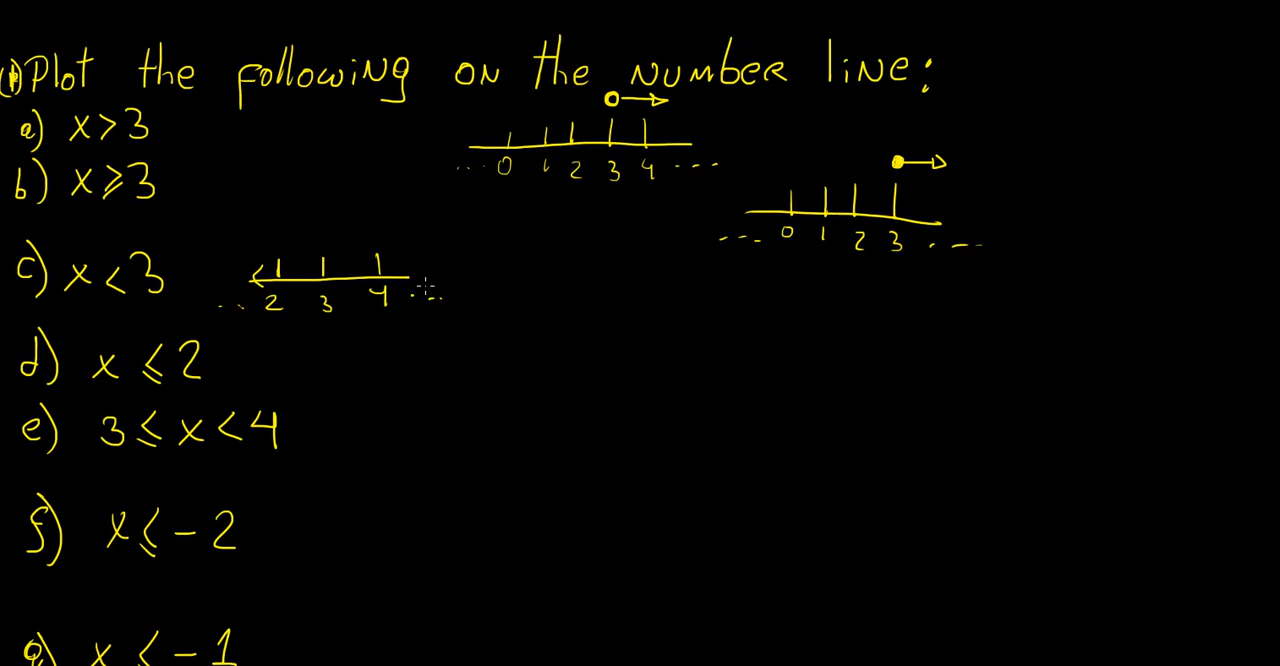 (1) Plot the following on the number line:
a) x > 3
... 0 1 2 3 4 ...
b) x ⩾ 3
... 0 1 2 3 ...
c) x < 3
... 2 3 4 ...
d) x ⩽ 2
e) 3 ⩽ x < 4
f) x ⩽ - 2
g) x < - 1